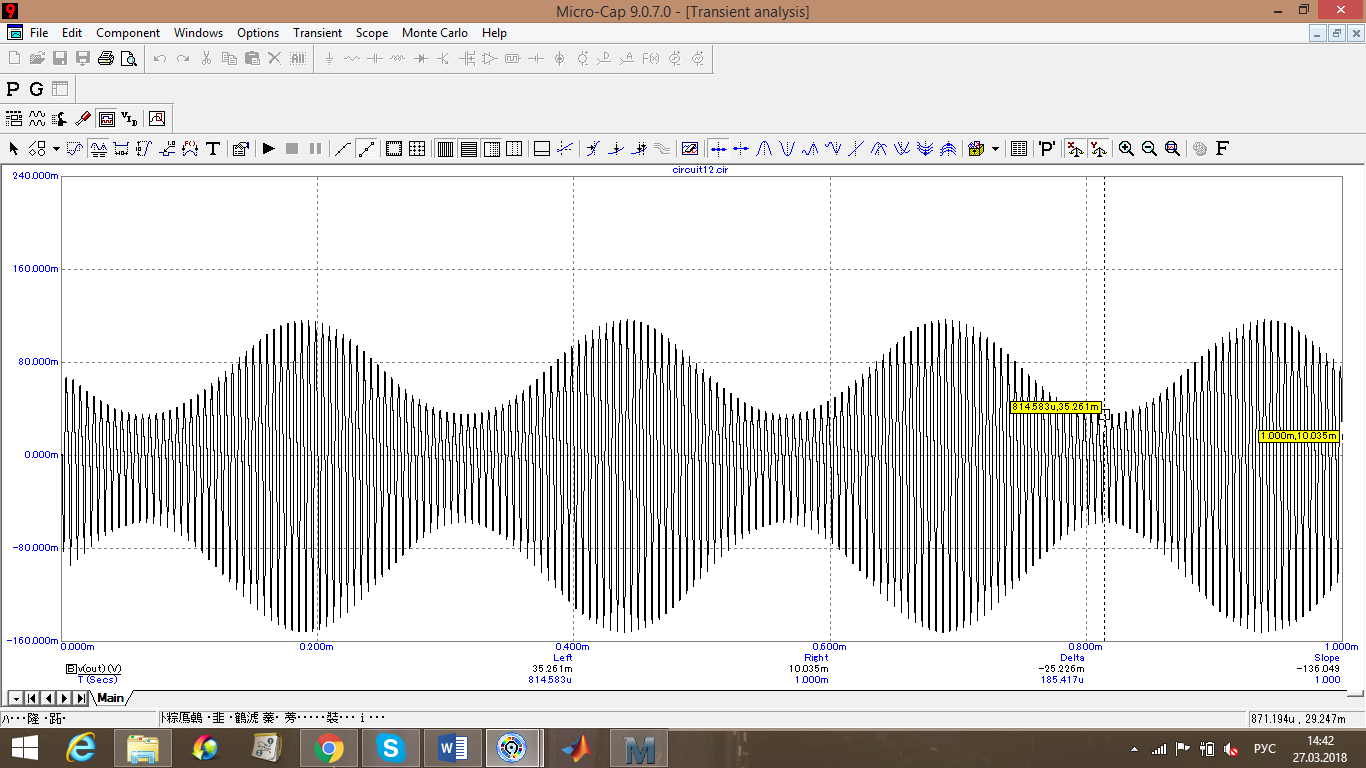 Micro-Cap 9.0.7.0 - [Transient analysis]
File Edit Component Windows Options Transient Scope Monte Carlo Help
P G
circuit12.cir
240.000m
160.000m
80.000m
0.000m
-80.000m
-160.000m
814.583u,35.261m
1.000m,10.035m
0.000m 0.200m 0.400m 0.600m 0.800m 1.000m
Left Right Delta Slope
v(out) (V) 35.261m 10.035m -25.226m -136.049
T (Secs) 814.583u 1.000m 185.417u 1.000
Main
871.194u , 29.247m
РУС
14:42
27.03.2018